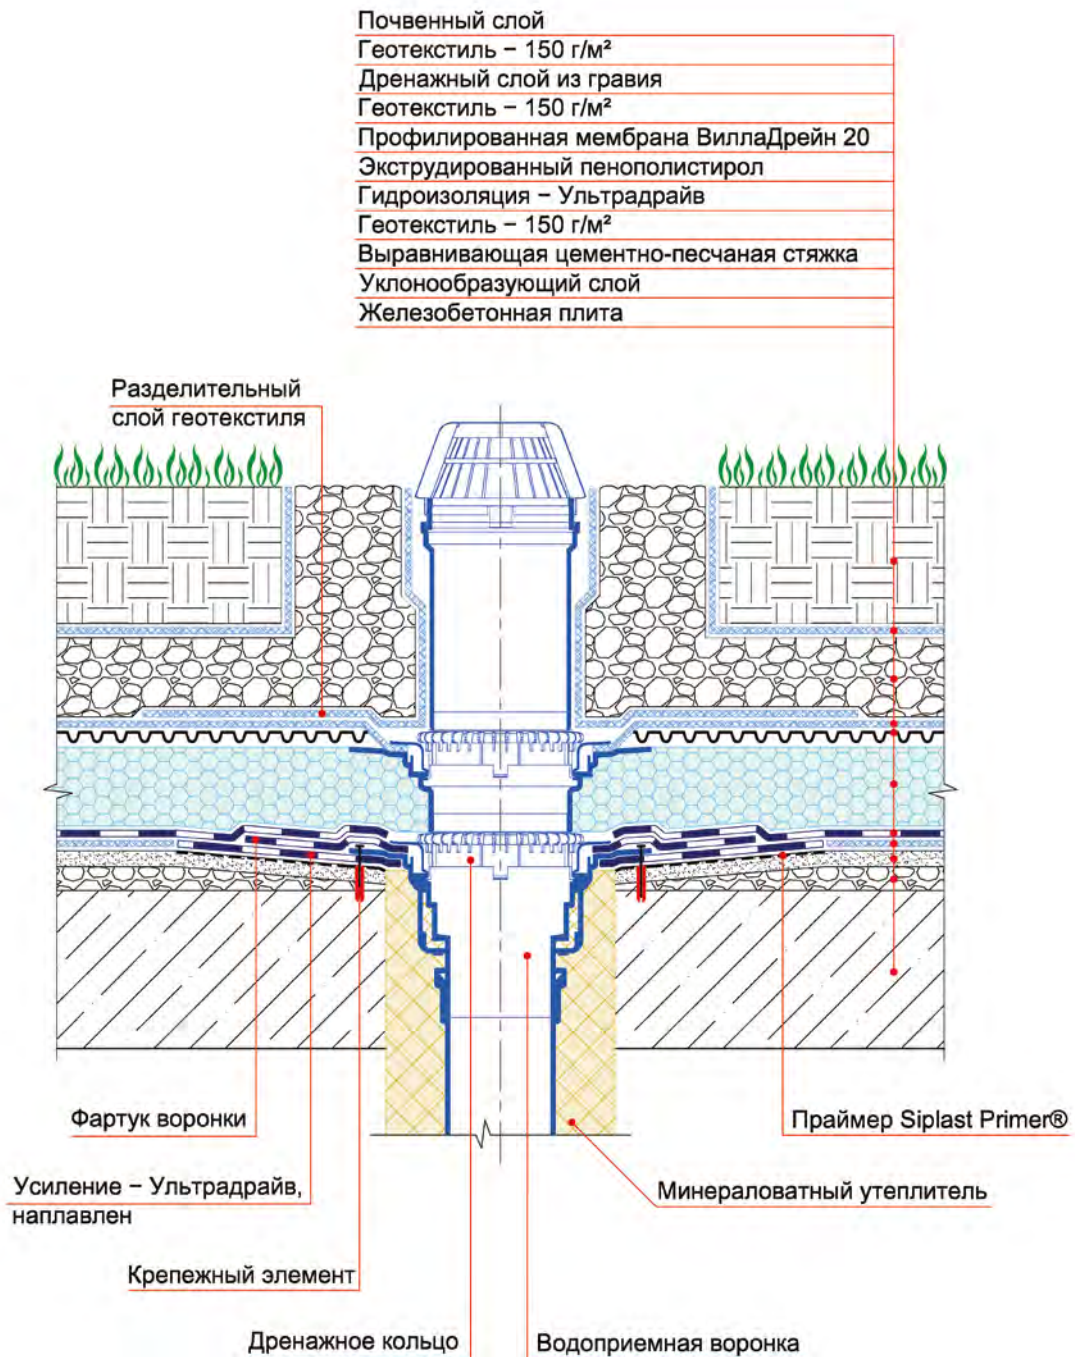 Почвенный слой
Геотекстиль – 150 г/м²
Дренажный слой из гравия
Геотекстиль – 150 г/м²
Профилированная мембрана ВиллаДрейн 20
Экструдированный пенополистирол
Гидроизоляция – Ультрадрайв
Геотекстиль – 150 г/м²
Выравнивающая цементно-песчаная стяжка
Уклонообразующий слой
Железобетонная плита
Разделительный
слой геотекстиля
Фартук воронки
Праймер Siplast Primer®
Усиление – Ультрадрайв,
наплавлен
Минераловатный утеплитель
Крепежный элемент
Дренажное кольцо
Водоприемная воронка